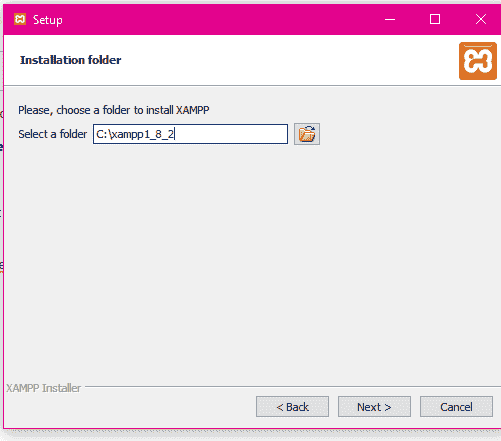 Setup
Installation folder
Please, choose a folder to install XAMPP
Select a folder C:\xampp1_8_2
XAMPP Installer
< Back Next > Cancel